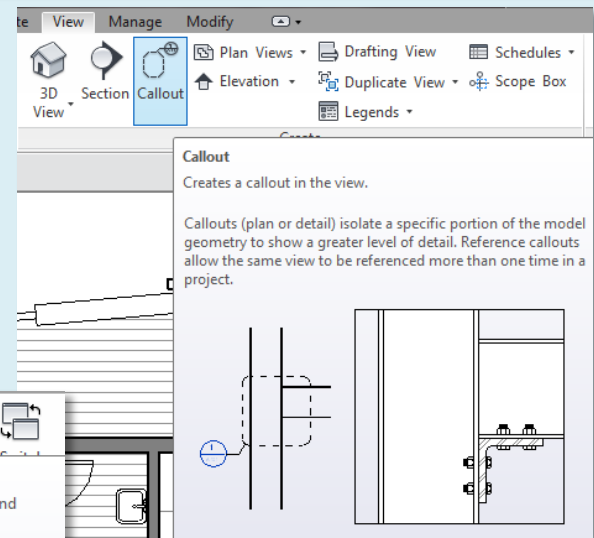 te View Manage Modify
Plan Views Drafting View Schedules
3D View Section Callout
Elevation Duplicate View Scope Box
Legends
Callout
Creates a callout in the view.
Callouts (plan or detail) isolate a specific portion of the model
geometry to show a greater level of detail. Reference callouts
allow the same view to be referenced more than one time in a
project.
nd